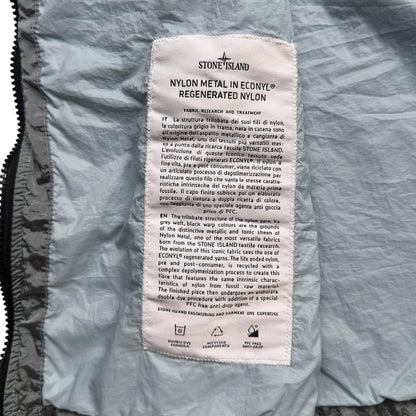 STONE ISLAND
NYLON METAL IN ECONYL®
REGENERATED NYLON
FABRIC RESEARCH AND TREATMENT
IT La struttura trilobata dei suoi fili di nylon,
la coloritura grigio in trama, nera in catena sono
all'origine dell'aspetto metallico e cangiante di
Nylon Metal, uno dei tessuti più versatili mes-
so a punto dalla ricerca tessile STONE ISLAND.
L'evoluzione di questo iconico tessuto vede
l'utilizzo di filati rigenerati ECONYL®. Il nylon a
fine vita, pre e post consumer, viene riciclato con
un articolato processo di depolimerizzazione per
realizzare questo filo che vanta le stesse caratte-
ristiche intrinseche del nylon da materia prima
fossile. Il capo finito subisce poi un elaborato
processo di tintura a doppia ricetta di colore,
con l'aggiunta di uno speciale agente anti goccia
privo di PFC.
EN The trilobate structure of the nylon yarn, its
grey weft, black warp colours are the grounds
of the distinctive metallic and tonic sheen of
Nylon Metal, one of the most versatile fabrics
born from the STONE ISLAND textile research.
The evolution of this iconic fabric sees the use of
ECONYL® regenerated yarns. The life ended nylon,
pre and post-consumer, is recycled with a
complex depolymerization process to create this
fibre that features the same intrinsic charac-
teristics of nylon from fossil raw material.
The finished piece then undergoes an elaborate
double dye procedure with addition of a special
PFC free anti-drop agent.
STONE ISLAND ENGINEERING AND GARMENT DYE EXPERTISE
DOUBLE DYE
FORMULA
RECYCLED
COMPONENTS
PFC FREE
ANTI-DROP